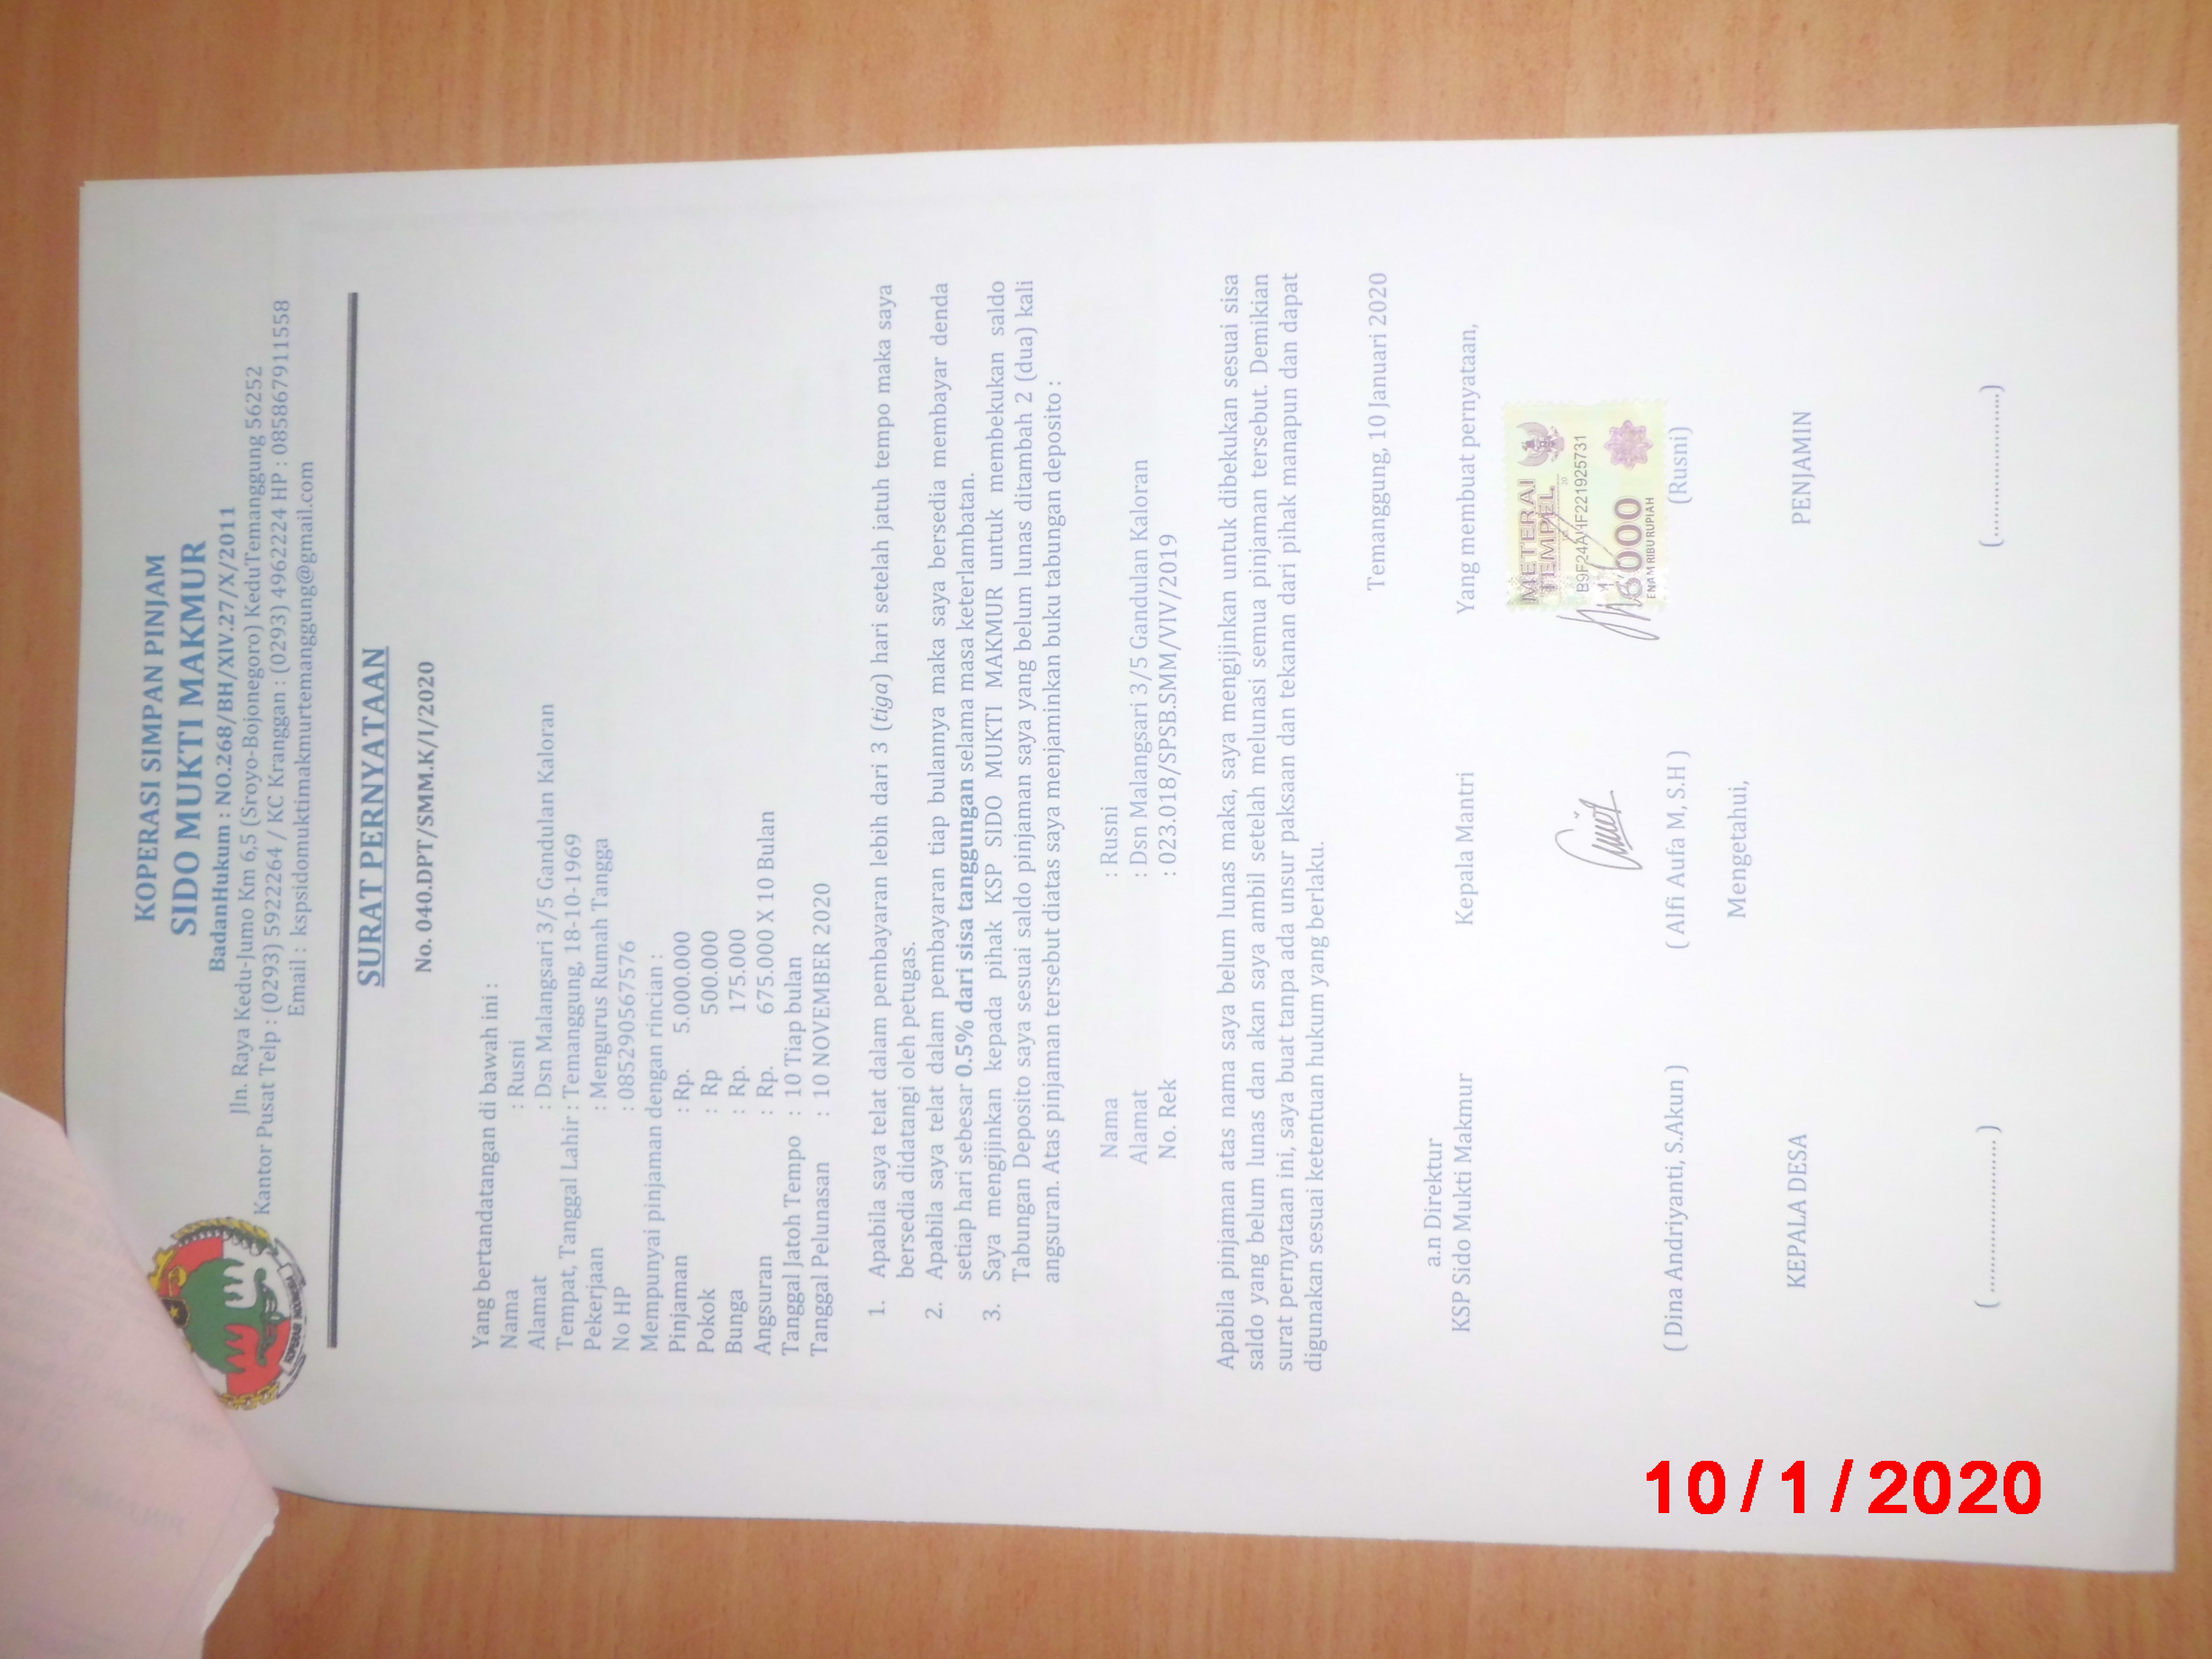 KOPERASI SIMPAN PINJAM
SIDO MUKTI MAKMUR
BadanHukum : NO.268/BH/XIV.27/X/2011
Jln. Raya Kedu-Jumo Km 6,5 (Sroyo-Bojonegoro) KeduTemanggung 56252
Kantor Pusat Telp : (0293) 5922264 / KC Kranggan : (0293) 4962224 HP : 085867911558
Email : kspsidomuktimakmurtemanggung@gmail.com
SURAT PERNYATAAN
No. 040.DPT/SMM.K/I/2020
Yang bertandatangan di bawah ini :
Nama : Rusni
Alamat : Dsn Malangsari 3/5 Gandulan Kaloran
Tempat, Tanggal Lahir : Temanggung, 18-10-1969
Pekerjaan : Mengurus Rumah Tangga
No HP : 085290567576
Mempunyai pinjaman dengan rincian :
Pinjaman : Rp. 5.000.000
Pokok : Rp 500.000
Bunga : Rp. 175.000
Angsuran : Rp. 675.000 X 10 Bulan
Tanggal Jatoh Tempo : 10 Tiap bulan
Tanggal Pelunasan : 10 NOVEMBER 2020
1. Apabila saya telat dalam pembayaran lebih dari 3 (tiga) hari setelah jatuh tempo maka saya
bersedia didatangi oleh petugas.
2. Apabila saya telat dalam pembayaran tiap bulannya maka saya bersedia membayar denda
setiap hari sebesar 0.5% dari sisa tanggungan selama masa keterlambatan.
3. Saya mengijinkan kepada pihak KSP SIDO MUKTI MAKMUR untuk membekukan saldo
Tabungan Deposito saya sesuai saldo pinjaman saya yang belum lunas ditambah 2 (dua) kali
angsuran. Atas pinjaman tersebut diatas saya menjaminkan buku tabungan deposito :
Nama : Rusni
Alamat : Dsn Malangsari 3/5 Gandulan Kaloran
No. Rek : 023.018/SPSB.SMM/VIV/2019
Apabila pinjaman atas nama saya belum lunas maka, saya mengijinkan untuk dibekukan sesuai sisa
saldo yang belum lunas dan akan saya ambil setelah melunasi semua pinjaman tersebut. Demikian
surat pernyataan ini, saya buat tanpa ada unsur paksaan dan tekanan dari pihak manapun dan dapat
digunakan sesuai ketentuan hukum yang berlaku.
Temanggung, 10 Januari 2020
a.n Direktur
KSP Sido Mukti Makmur Kepala Mantri Yang membuat pernyataan,
METERAI
TEMPEL
20
6000
ENAM RIBU RUPIAH
( Dina Andriyanti, S.Akun ) ( Alfi Aufa M, S.H ) (Rusni)
Mengetahui,
KEPALA DESA PENJAMIN
( ........................ ) (........................)
10/1/2020